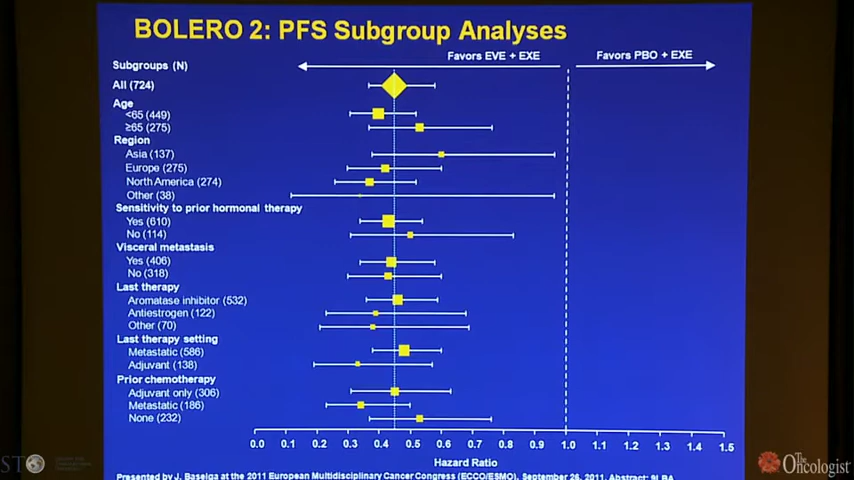 BOLERO 2: PFS Subgroup Analyses
Favors EVE + EXE
Favors PBO + EXE
Subgroups (N)
All (724)
Age
<65 (449)
≥65 (275)
Region
Asia (137)
Europe (275)
North America (274)
Other (38)
Sensitivity to prior hormonal therapy
Yes (610)
No (114)
Visceral metastasis
Yes (406)
No (318)
Last therapy
Aromatase inhibitor (532)
Antiestrogen (122)
Other (70)
Last therapy setting
Metastatic (586)
Adjuvant (138)
Prior chemotherapy
Adjuvant only (306)
Metastatic (186)
None (232)
0.0 0.1 0.2 0.3 0.4 0.5 0.6 0.7 0.8 0.9 1.0 1.1 1.2 1.3 1.4 1.5
Hazard Ratio
Presented by J. Baselga at the 2011 European Multidisciplinary Cancer Congress (ECCO/ESMO), September 26, 2011. Abstract: 9LBA
ST
The Oncologist